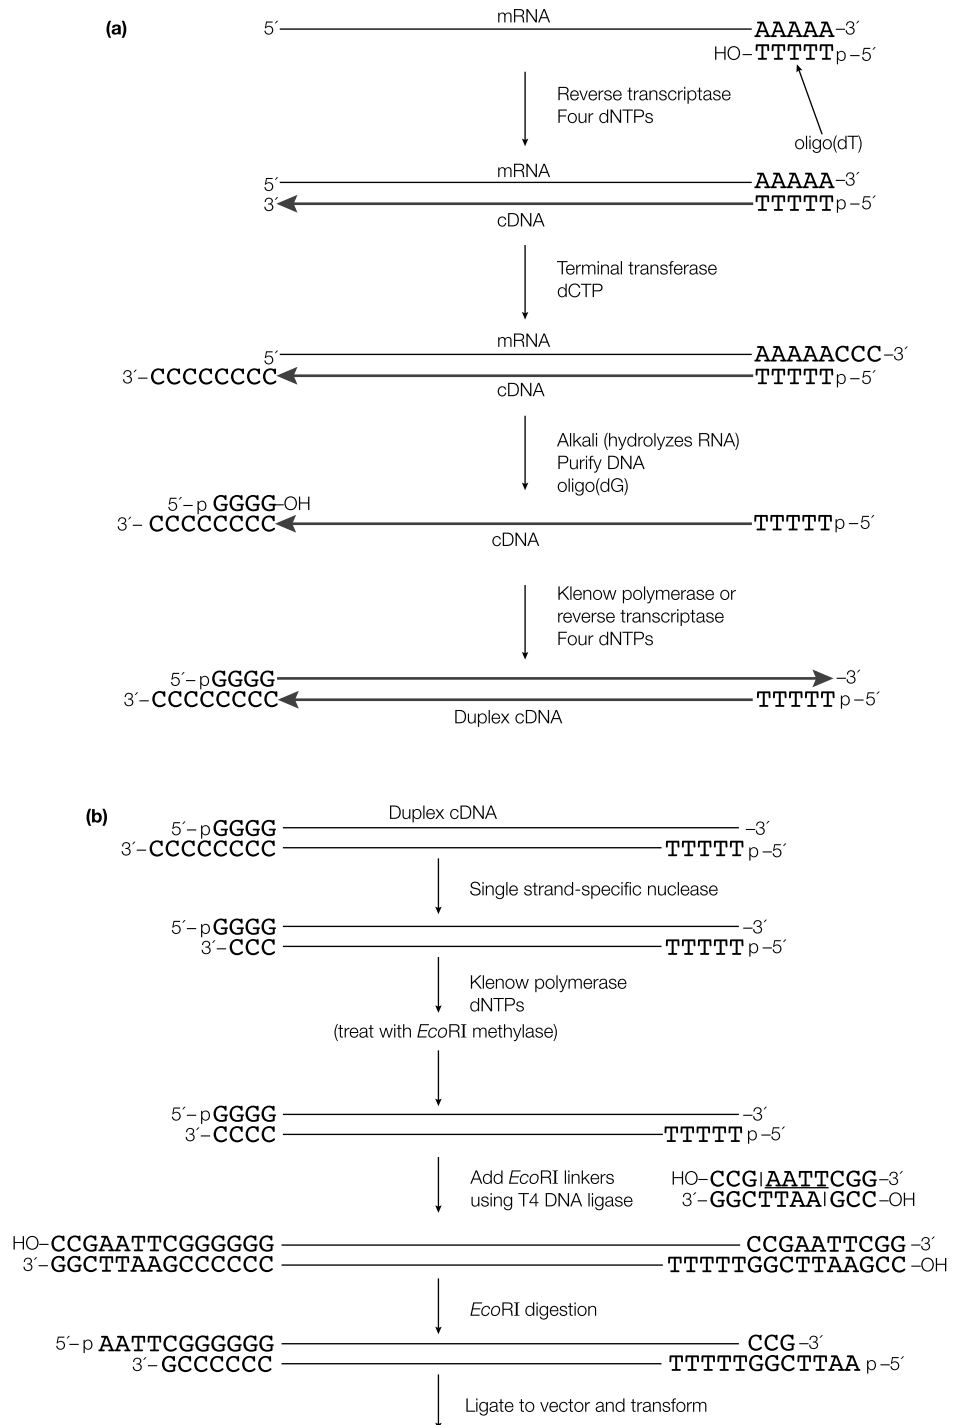 (a)
mRNA
5´ AAAAA–3´
HO–TTTTTp–5´
Reverse transcriptase
Four dNTPs
oligo(dT)
mRNA
5´ AAAAA–3´
3´ TTTTTp–5´
cDNA
Terminal transferase
dCTP
mRNA
5´ AAAAACCC–3´
3´–CCCCCCCC TTTTTp–5´
cDNA
Alkali (hydrolyzes RNA)
Purify DNA
oligo(dG)
5´–p GGGG–OH
3´–CCCCCCCC TTTTTp–5´
cDNA
Klenow polymerase or
reverse transcriptase
Four dNTPs
5´–pGGGG –3´
3´–CCCCCCCC TTTTTp–5´
Duplex cDNA
(b)
Duplex cDNA
5´–pGGGG –3´
3´–CCCCCCCC TTTTTp–5´
Single strand-specific nuclease
5´–pGGGG –3´
3´–CCC TTTTTp–5´
Klenow polymerase
dNTPs
(treat with EcoRI methylase)
5´–pGGGG –3´
3´–CCCC TTTTTp–5´
Add EcoRI linkers
using T4 DNA ligase
HO–CCG|AATTCGG–3´
3´–GGCTTAA|GCC–OH
HO–CCGAATTCGGGGGG CCGAATTCGG–3´
3´–GGCTTAAGCCCCCC TTTTTGGCTTAAGCC–OH
EcoRI digestion
5´–p AATTCGGGGGG CCG–3´
3´–GCCCCCC TTTTTGGCTTAA p–5´
Ligate to vector and transform